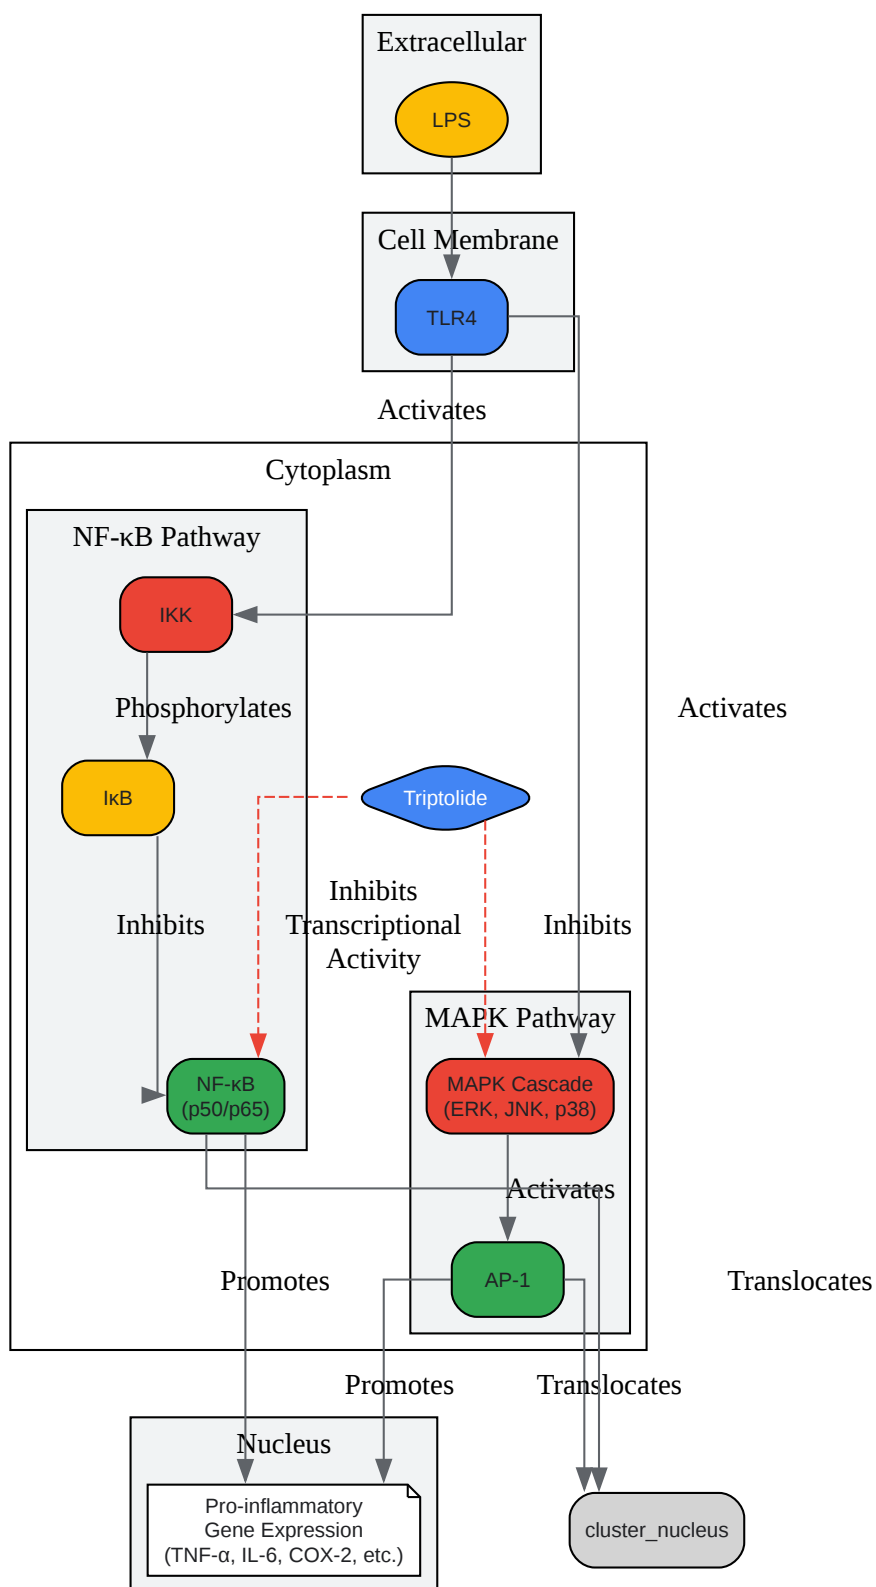 Extracellular
LPS
Cell Membrane
TLR4
Activates
Cytoplasm
NF-κB Pathway
IKK
Phosphorylates
Activates
IκB
Triptolide
Inhibits
Inhibits
Transcriptional
Activity
Inhibits
MAPK Pathway
NF-κB
(p50/p65)
MAPK Cascade
(ERK, JNK, p38)
Activates
AP-1
Promotes
Translocates
Promotes
Translocates
Nucleus
Pro-inflammatory
Gene Expression
(TNF-α, IL-6, COX-2, etc.)
cluster_nucleus